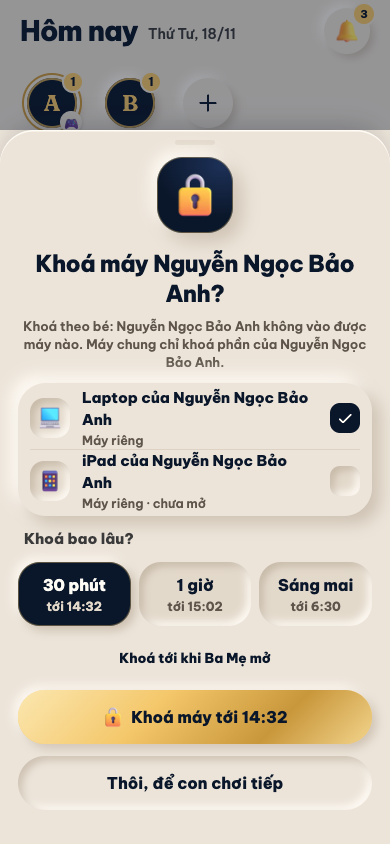 Hôm nay Thứ Tư, 18/11
3
A 1
B 1
+
Khoá máy Nguyễn Ngọc Bảo
Anh?
Khoá theo bé: Nguyễn Ngọc Bảo Anh không vào được
máy nào. Máy chung chỉ khoá phần của Nguyễn Ngọc
Bảo Anh.
Laptop của Nguyễn Ngọc Bảo
Anh
Máy riêng
iPad của Nguyễn Ngọc Bảo
Anh
Máy riêng · chưa mở
Khoá bao lâu?
30 phút
tới 14:32
1 giờ
tới 15:02
Sáng mai
tới 6:30
Khoá tới khi Ba Mẹ mở
Khoá máy tới 14:32
Thôi, để con chơi tiếp